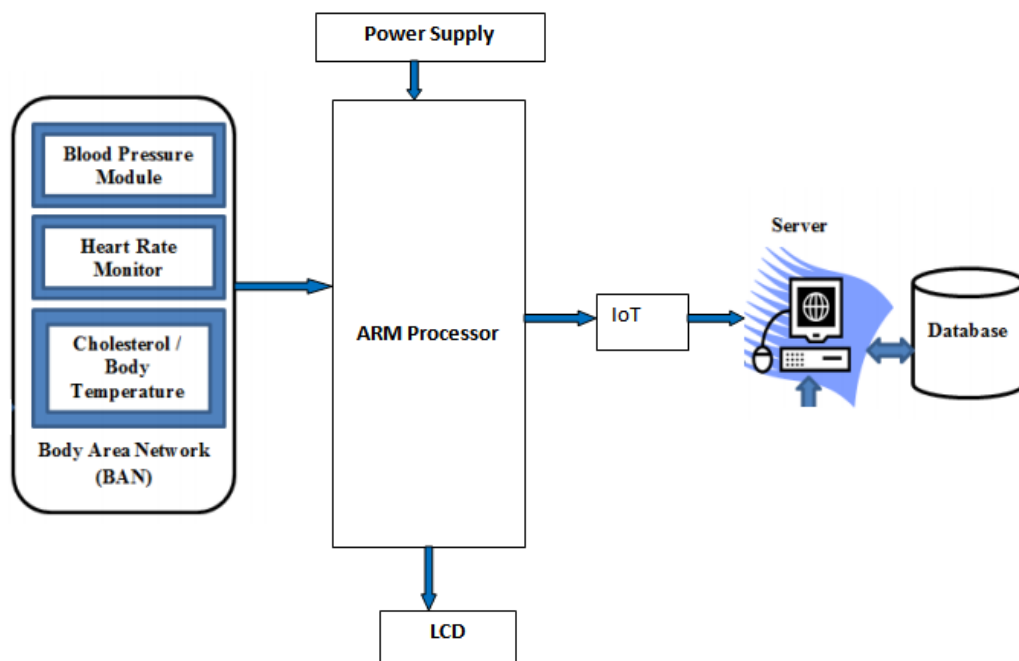 Power Supply
Blood Pressure
Module
Heart Rate
Monitor
Cholesterol /
Body
Temperature
Body Area Network
(BAN)
ARM Processor
IoT
Server
Database
LCD